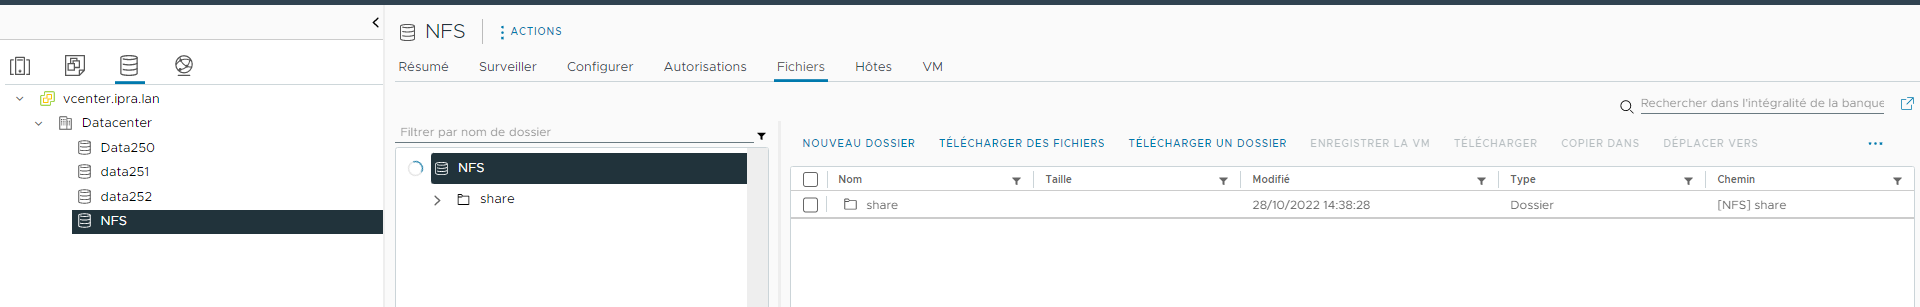 NFS
ACTIONS
Résumé Surveiller Configurer Autorisations Fichiers Hôtes VM
vcenter.ipra.lan
Datacenter
Data250
data251
data252
NFS
Rechercher dans l'intégralité de la banque
Filtrer par nom de dossier
NFS
share
NOUVEAU DOSSIER TÉLÉCHARGER DES FICHIERS TÉLÉCHARGER UN DOSSIER ENREGISTRER LA VM TÉLÉCHARGER COPIER DANS DÉPLACER VERS
Nom Taille Modifié Type Chemin
share 28/10/2022 14:38:28 Dossier [NFS] share